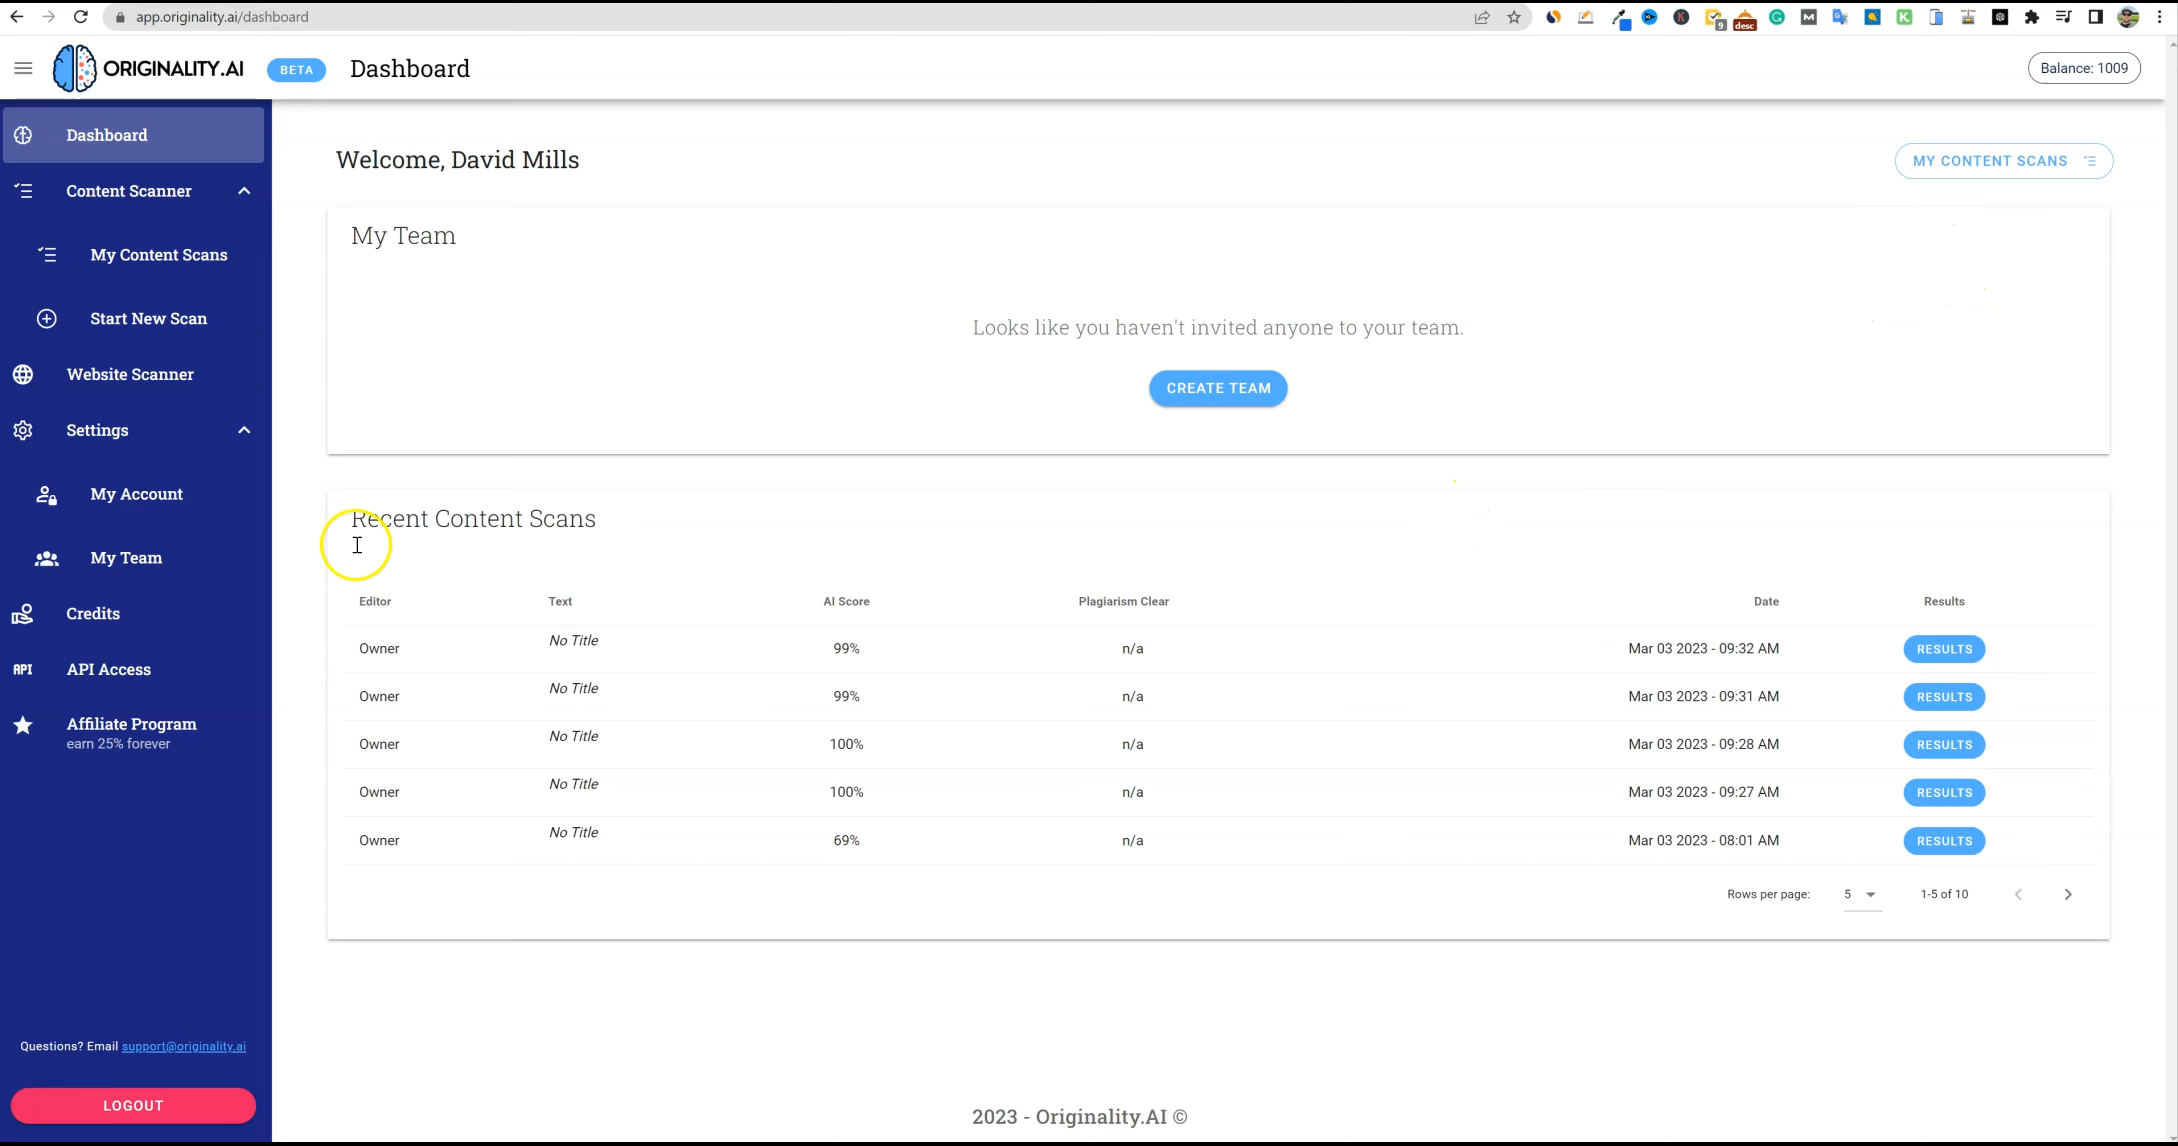 app.originality.ai/dashboard
9
desc
ORIGINALITY.AI
BETA
Dashboard
Balance: 1009
Dashboard
Content Scanner
My Content Scans
Start New Scan
Website Scanner
Settings
My Account
My Team
Credits
API
API Access
Affiliate Program
earn 25% forever
Questions? Email support@originality.ai
LOGOUT
Welcome, David Mills
MY CONTENT SCANS
My Team
Looks like you haven't invited anyone to your team.
CREATE TEAM
Recent Content Scans
Editor Text AI Score Plagiarism Clear Date Results
Owner No Title 99% n/a Mar 03 2023 - 09:32 AM RESULTS
Owner No Title 99% n/a Mar 03 2023 - 09:31 AM RESULTS
Owner No Title 100% n/a Mar 03 2023 - 09:28 AM RESULTS
Owner No Title 100% n/a Mar 03 2023 - 09:27 AM RESULTS
Owner No Title 69% n/a Mar 03 2023 - 08:01 AM RESULTS
Rows per page: 5 1-5 of 10
2023 - Originality.AI ©